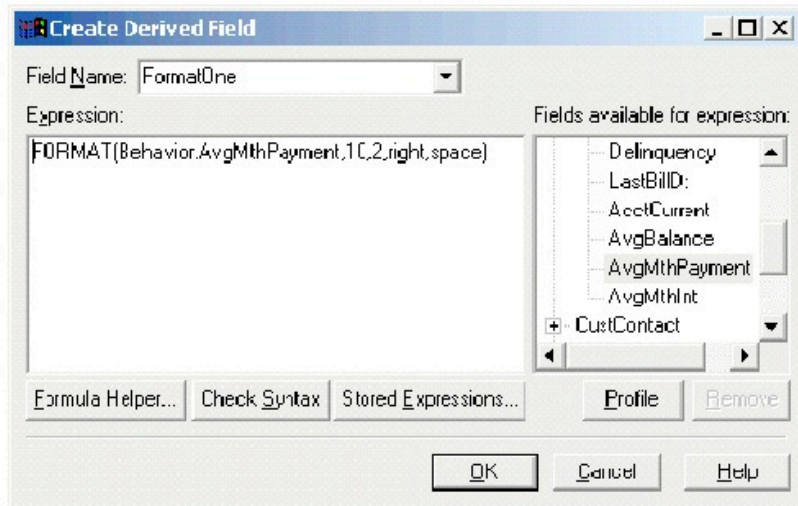 Create Derived Field
Field Name: FormatOne
Expression:
FORMAT(Behavior.AvgMthPayment,10,2,right,space)
Fields available for expression:
Delinquency
LastBillD:
AcctCurrent
AvgBalance
AvgMthPayment
AvgMthInt
CustContact
Formula Helper...
Check Syntax
Stored Expressions...
Profile
Remove
OK
Cancel
Help